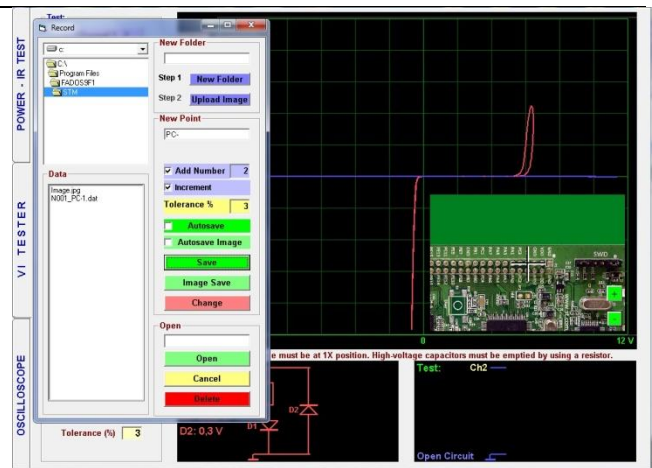 Test:
Record
c:
C:\
Program Files
FADOS9F1
STM
New Folder
Step 1
New Folder
Step 2
Upload Image
New Point
PC-
Add Number
2
Increment
Tolerance %
3
Autosave
Autosave Image
Save
Image Save
Change
Data
Image.jpg
N001_PC-1.dat
Open
Open
Cancel
Delete
POWER - IR TEST
VI TESTER
OSCILLOSCOPE
Tolerance (%)
3
SWD
0
12 V
e must be at 1X position. High-voltage capacitors must be emptied by using a resistor.
D2
D1
D2: 0,3 V
Test:
Ch2
Open Circuit